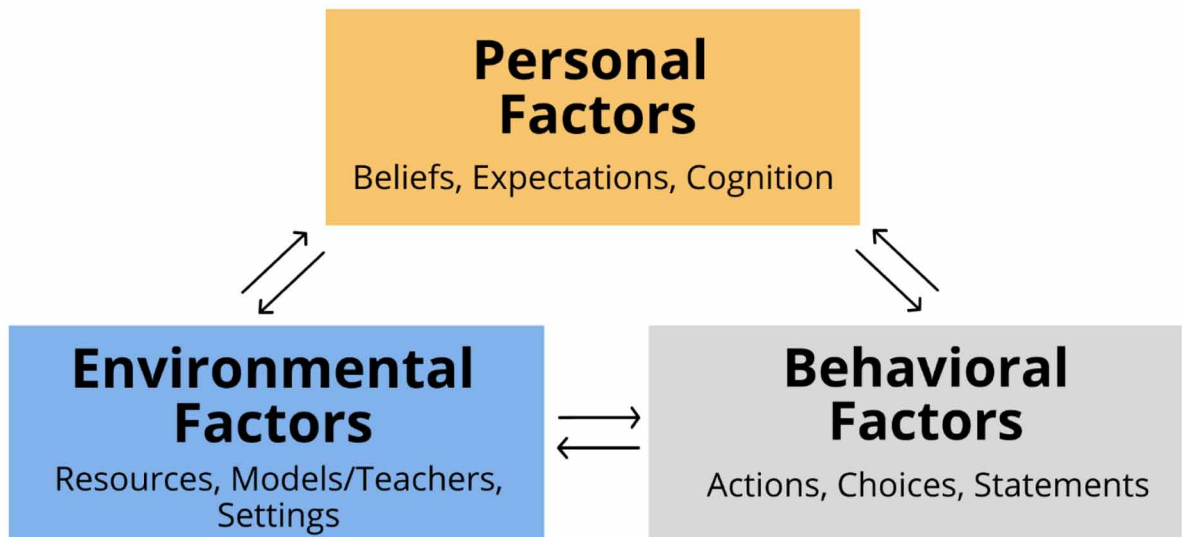 Personal
Factors
Beliefs, Expectations, Cognition
Environmental
Factors
Resources, Models/Teachers,
Settings
Behavioral
Factors
Actions, Choices, Statements